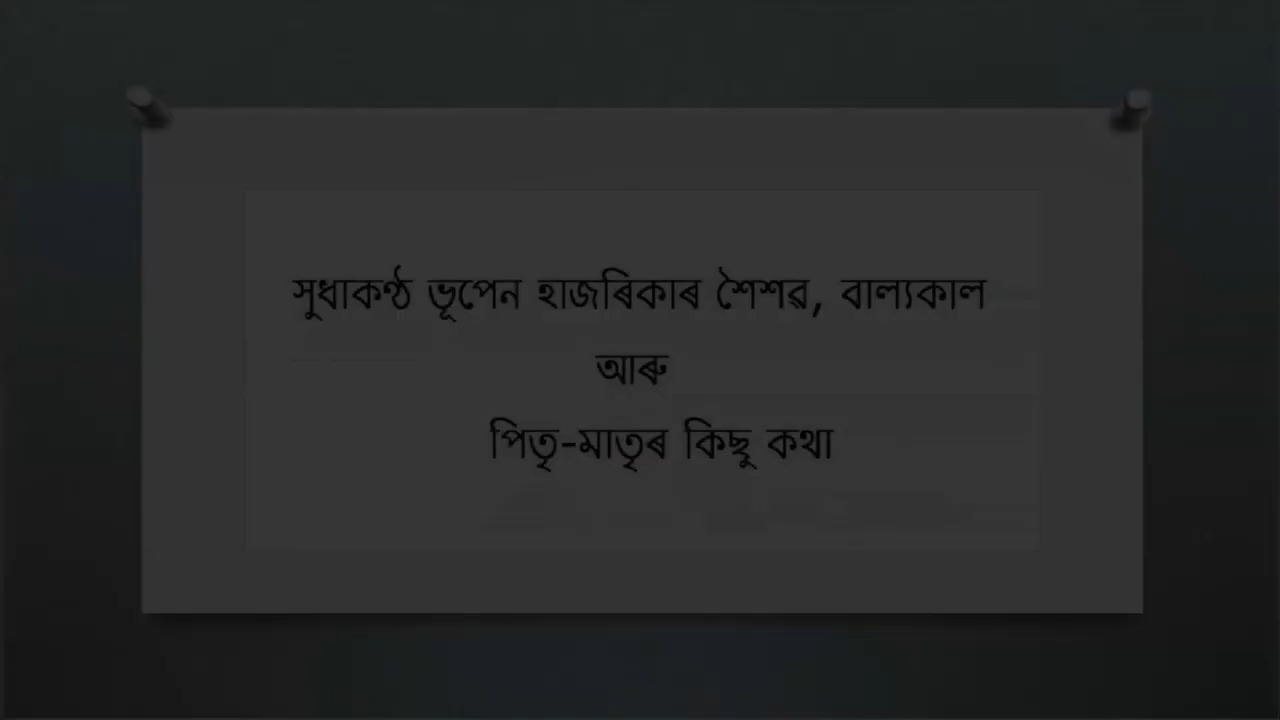 সুধাকণ্ঠ ভূপেন হাজৰিকাৰ শৈশৱ, বাল্যকাল
আৰু
পিতৃ-মাতৃৰ কিছু কথা